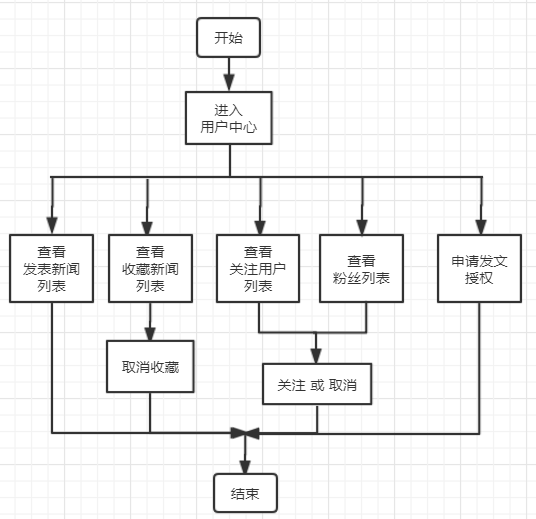 开始
进入
用户中心
查看
发表新闻
列表
查看
收藏新闻
列表
查看
关注用户
列表
查看
粉丝列表
申请发文
授权
取消收藏
关注 或 取消
结束